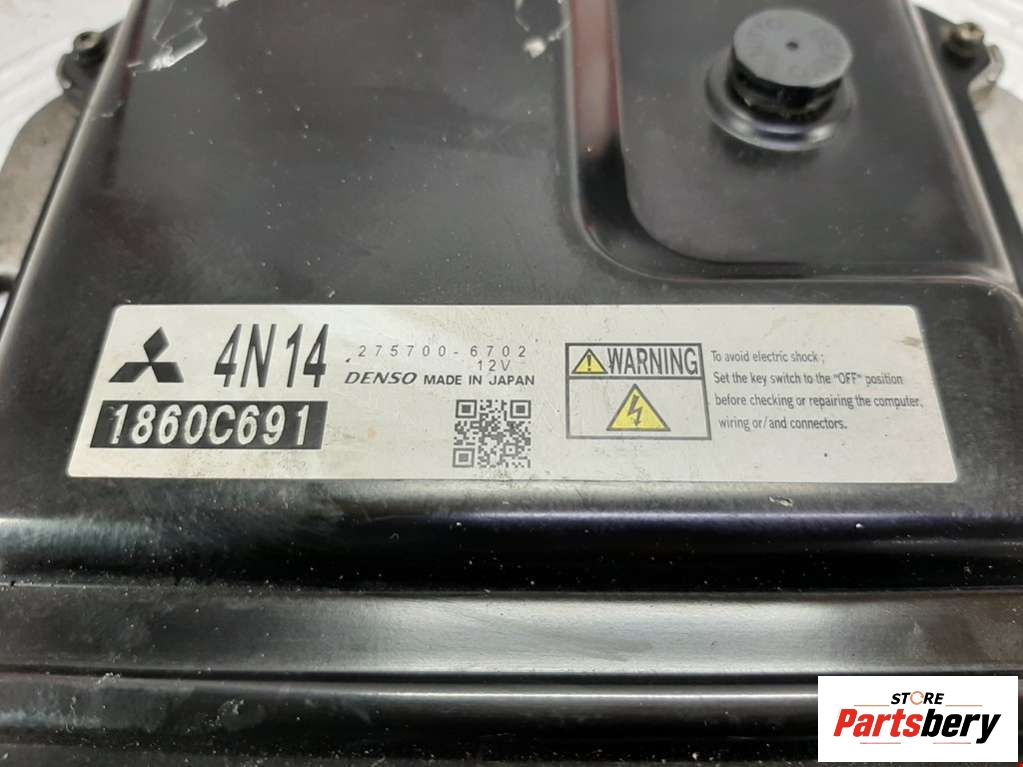 4N14
275700-6702
12V
DENSO MADE IN JAPAN
1860C691
WARNING
To avoid electric shock ;
Set the key switch to the "OFF" position
before checking or repairing the computer,
wiring or/and connectors.
STORE
Partsbery